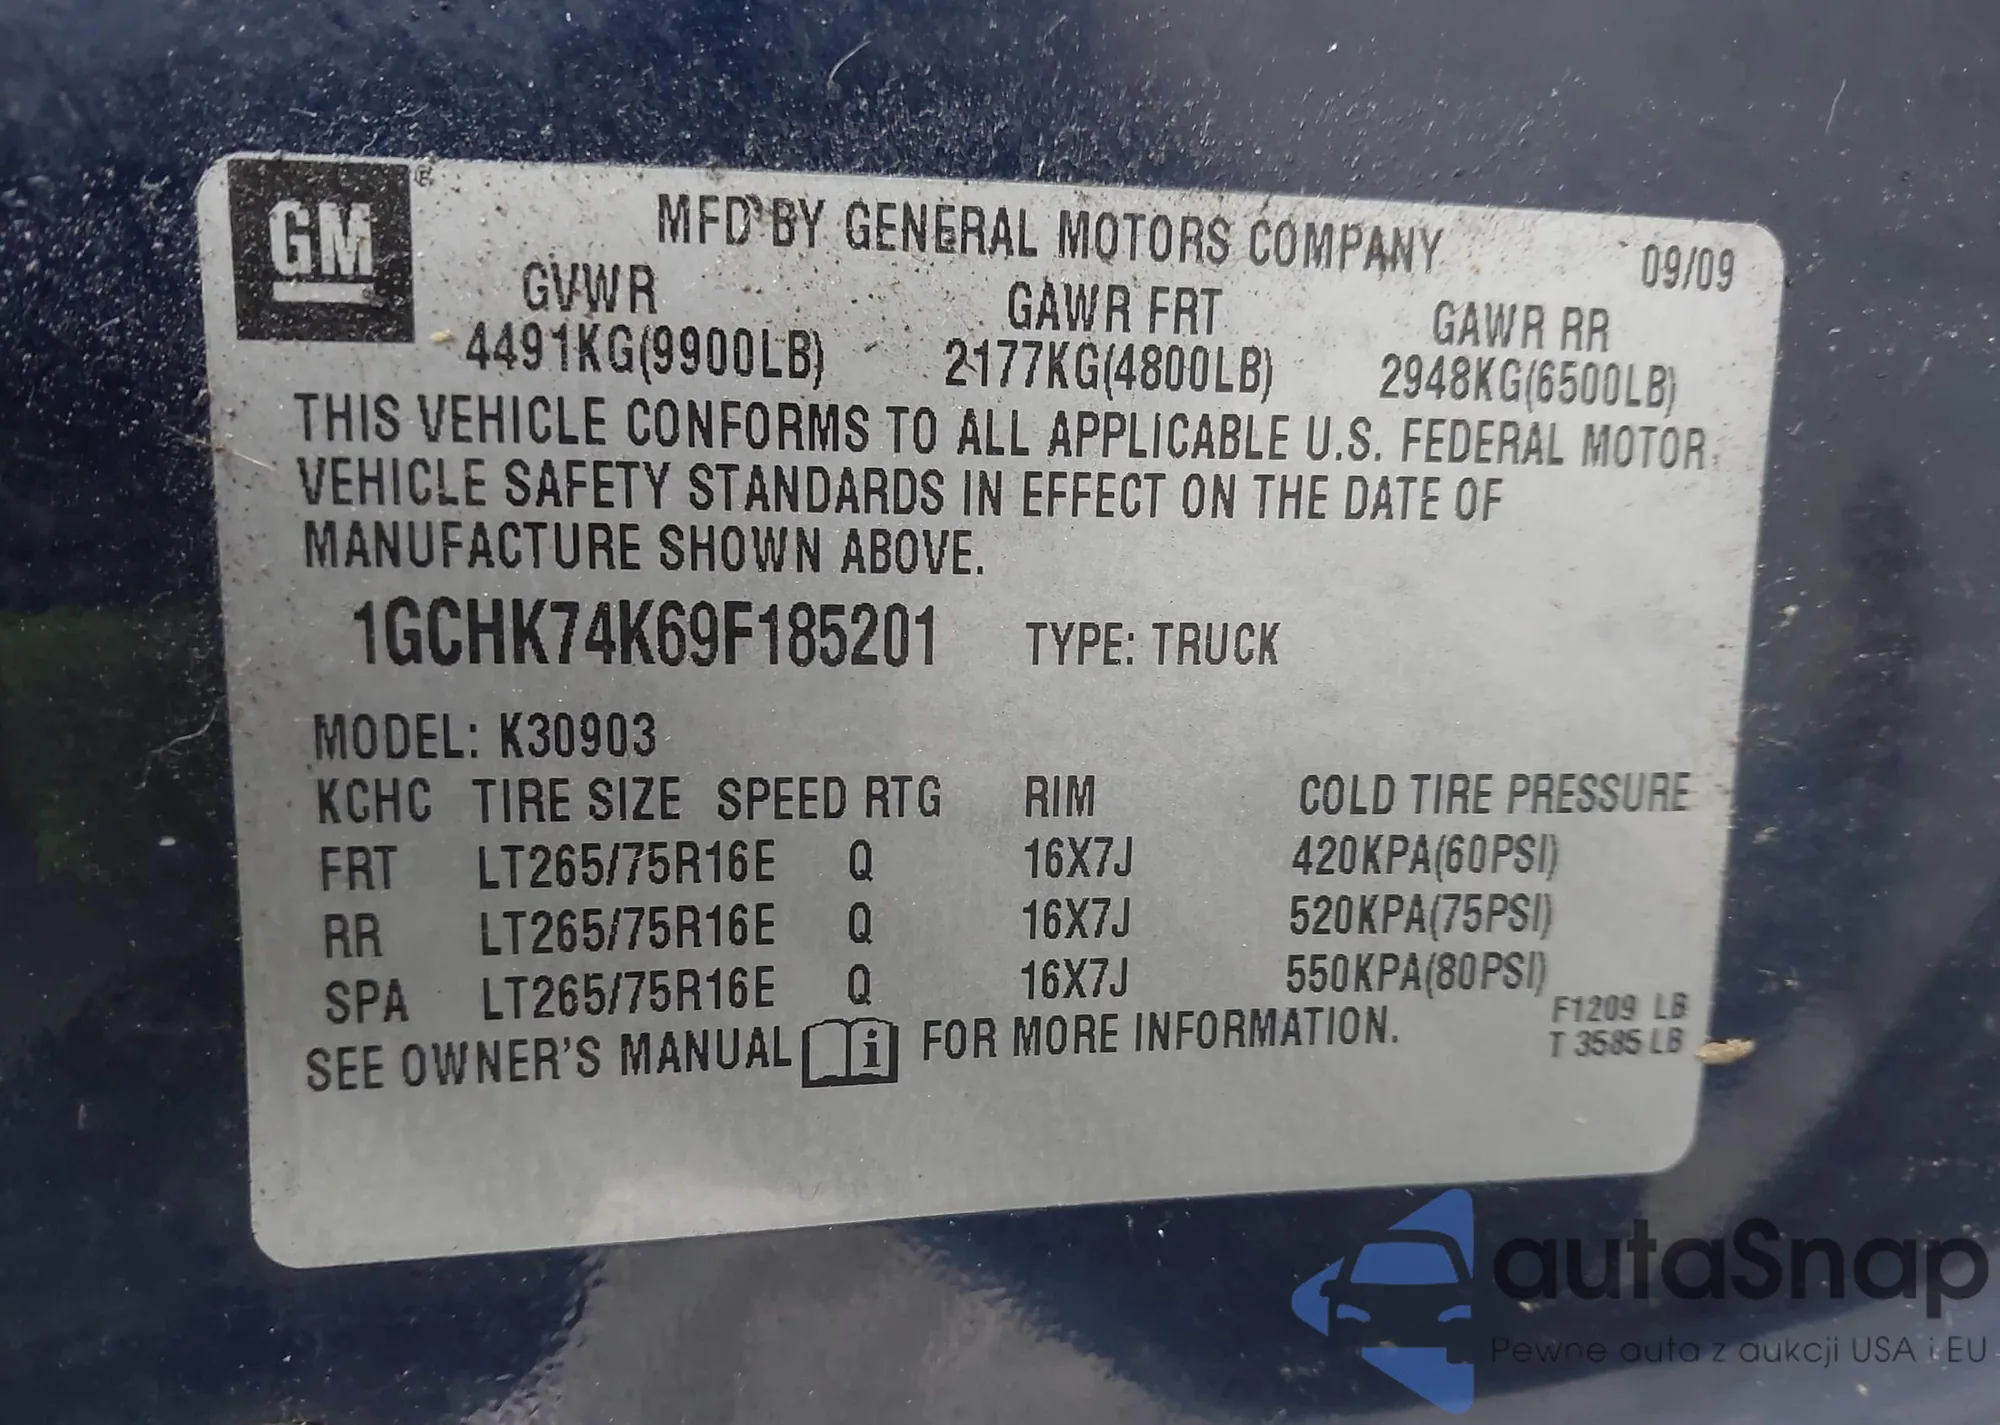 GM
MFD BY GENERAL MOTORS COMPANY 09/09
GVWR GAWR FRT GAWR RR
4491KG(9900LB) 2177KG(4800LB) 2948KG(6500LB)
THIS VEHICLE CONFORMS TO ALL APPLICABLE U.S. FEDERAL MOTOR
VEHICLE SAFETY STANDARDS IN EFFECT ON THE DATE OF
MANUFACTURE SHOWN ABOVE.
1GCHK74K69F185201 TYPE: TRUCK
MODEL: K30903
KCHC TIRE SIZE SPEED RTG RIM COLD TIRE PRESSURE
FRT LT265/75R16E Q 16X7J 420KPA(60PSI)
RR LT265/75R16E Q 16X7J 520KPA(75PSI)
SPA LT265/75R16E Q 16X7J 550KPA(80PSI)
F1209 LB
T 3585 LB
SEE OWNER'S MANUAL i FOR MORE INFORMATION.
autaSnap
Pewne auta z aukcji USA i EU